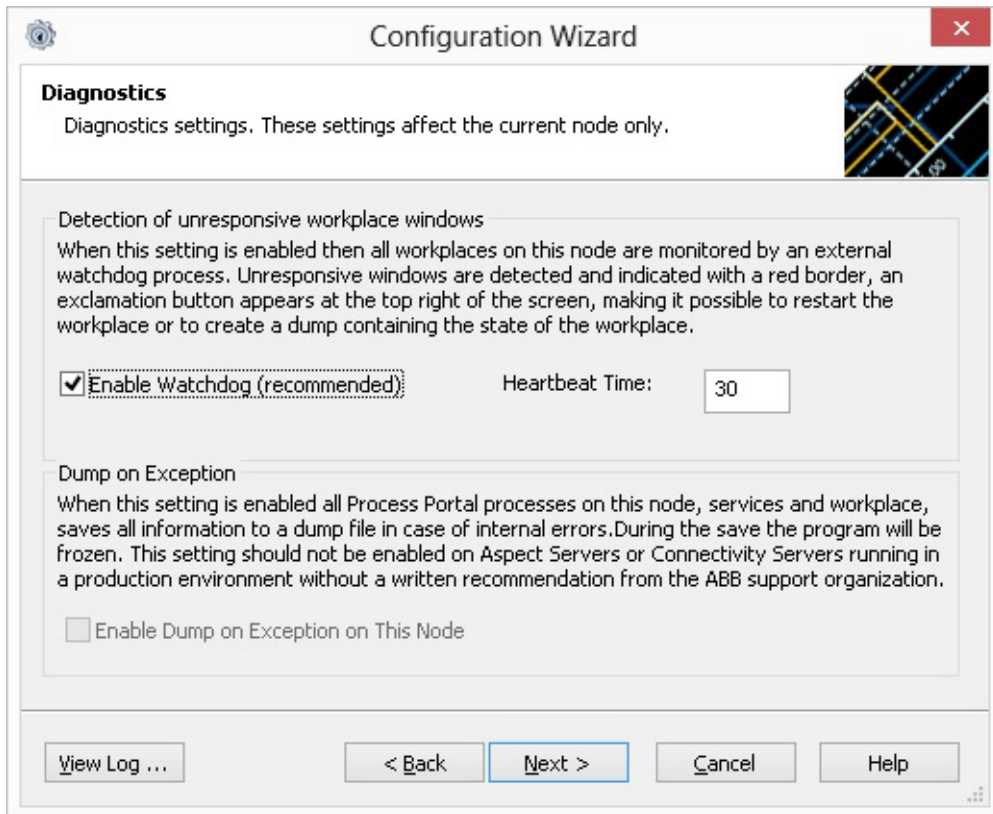 Configuration Wizard
Diagnostics
Diagnostics settings. These settings affect the current node only.
00
Detection of unresponsive workplace windows
When this setting is enabled then all workplaces on this node are monitored by an external
watchdog process. Unresponsive windows are detected and indicated with a red border, an
exclamation button appears at the top right of the screen, making it possible to restart the
workplace or to create a dump containing the state of the workplace.
Enable Watchdog (recommended)
Heartbeat Time:
30
Dump on Exception
When this setting is enabled all Process Portal processes on this node, services and workplace,
saves all information to a dump file in case of internal errors.During the save the program will be
frozen. This setting should not be enabled on Aspect Servers or Connectivity Servers running in
a production environment without a written recommendation from the ABB support organization.
Enable Dump on Exception on This Node
View Log ...
< Back
Next >
Cancel
Help